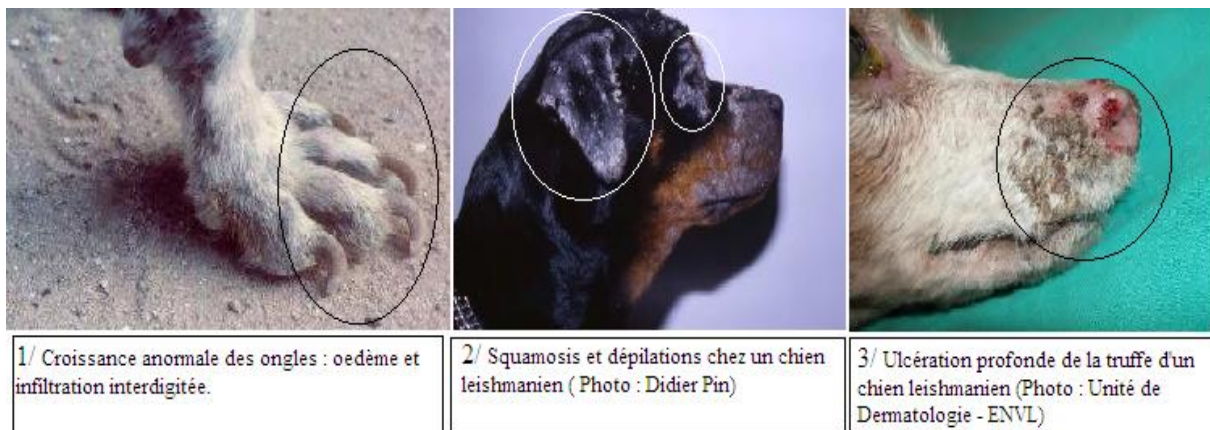 1/ Croissance anormale des ongles : oedème et
infiltration interdigitée.
2/ Squamosis et dépilations chez un chien
leishmanien ( Photo : Didier Pin)
3/ Ulcération profonde de la truffe d'un
chien leishmanien (Photo : Unité de
Dermatologie - ENVL)